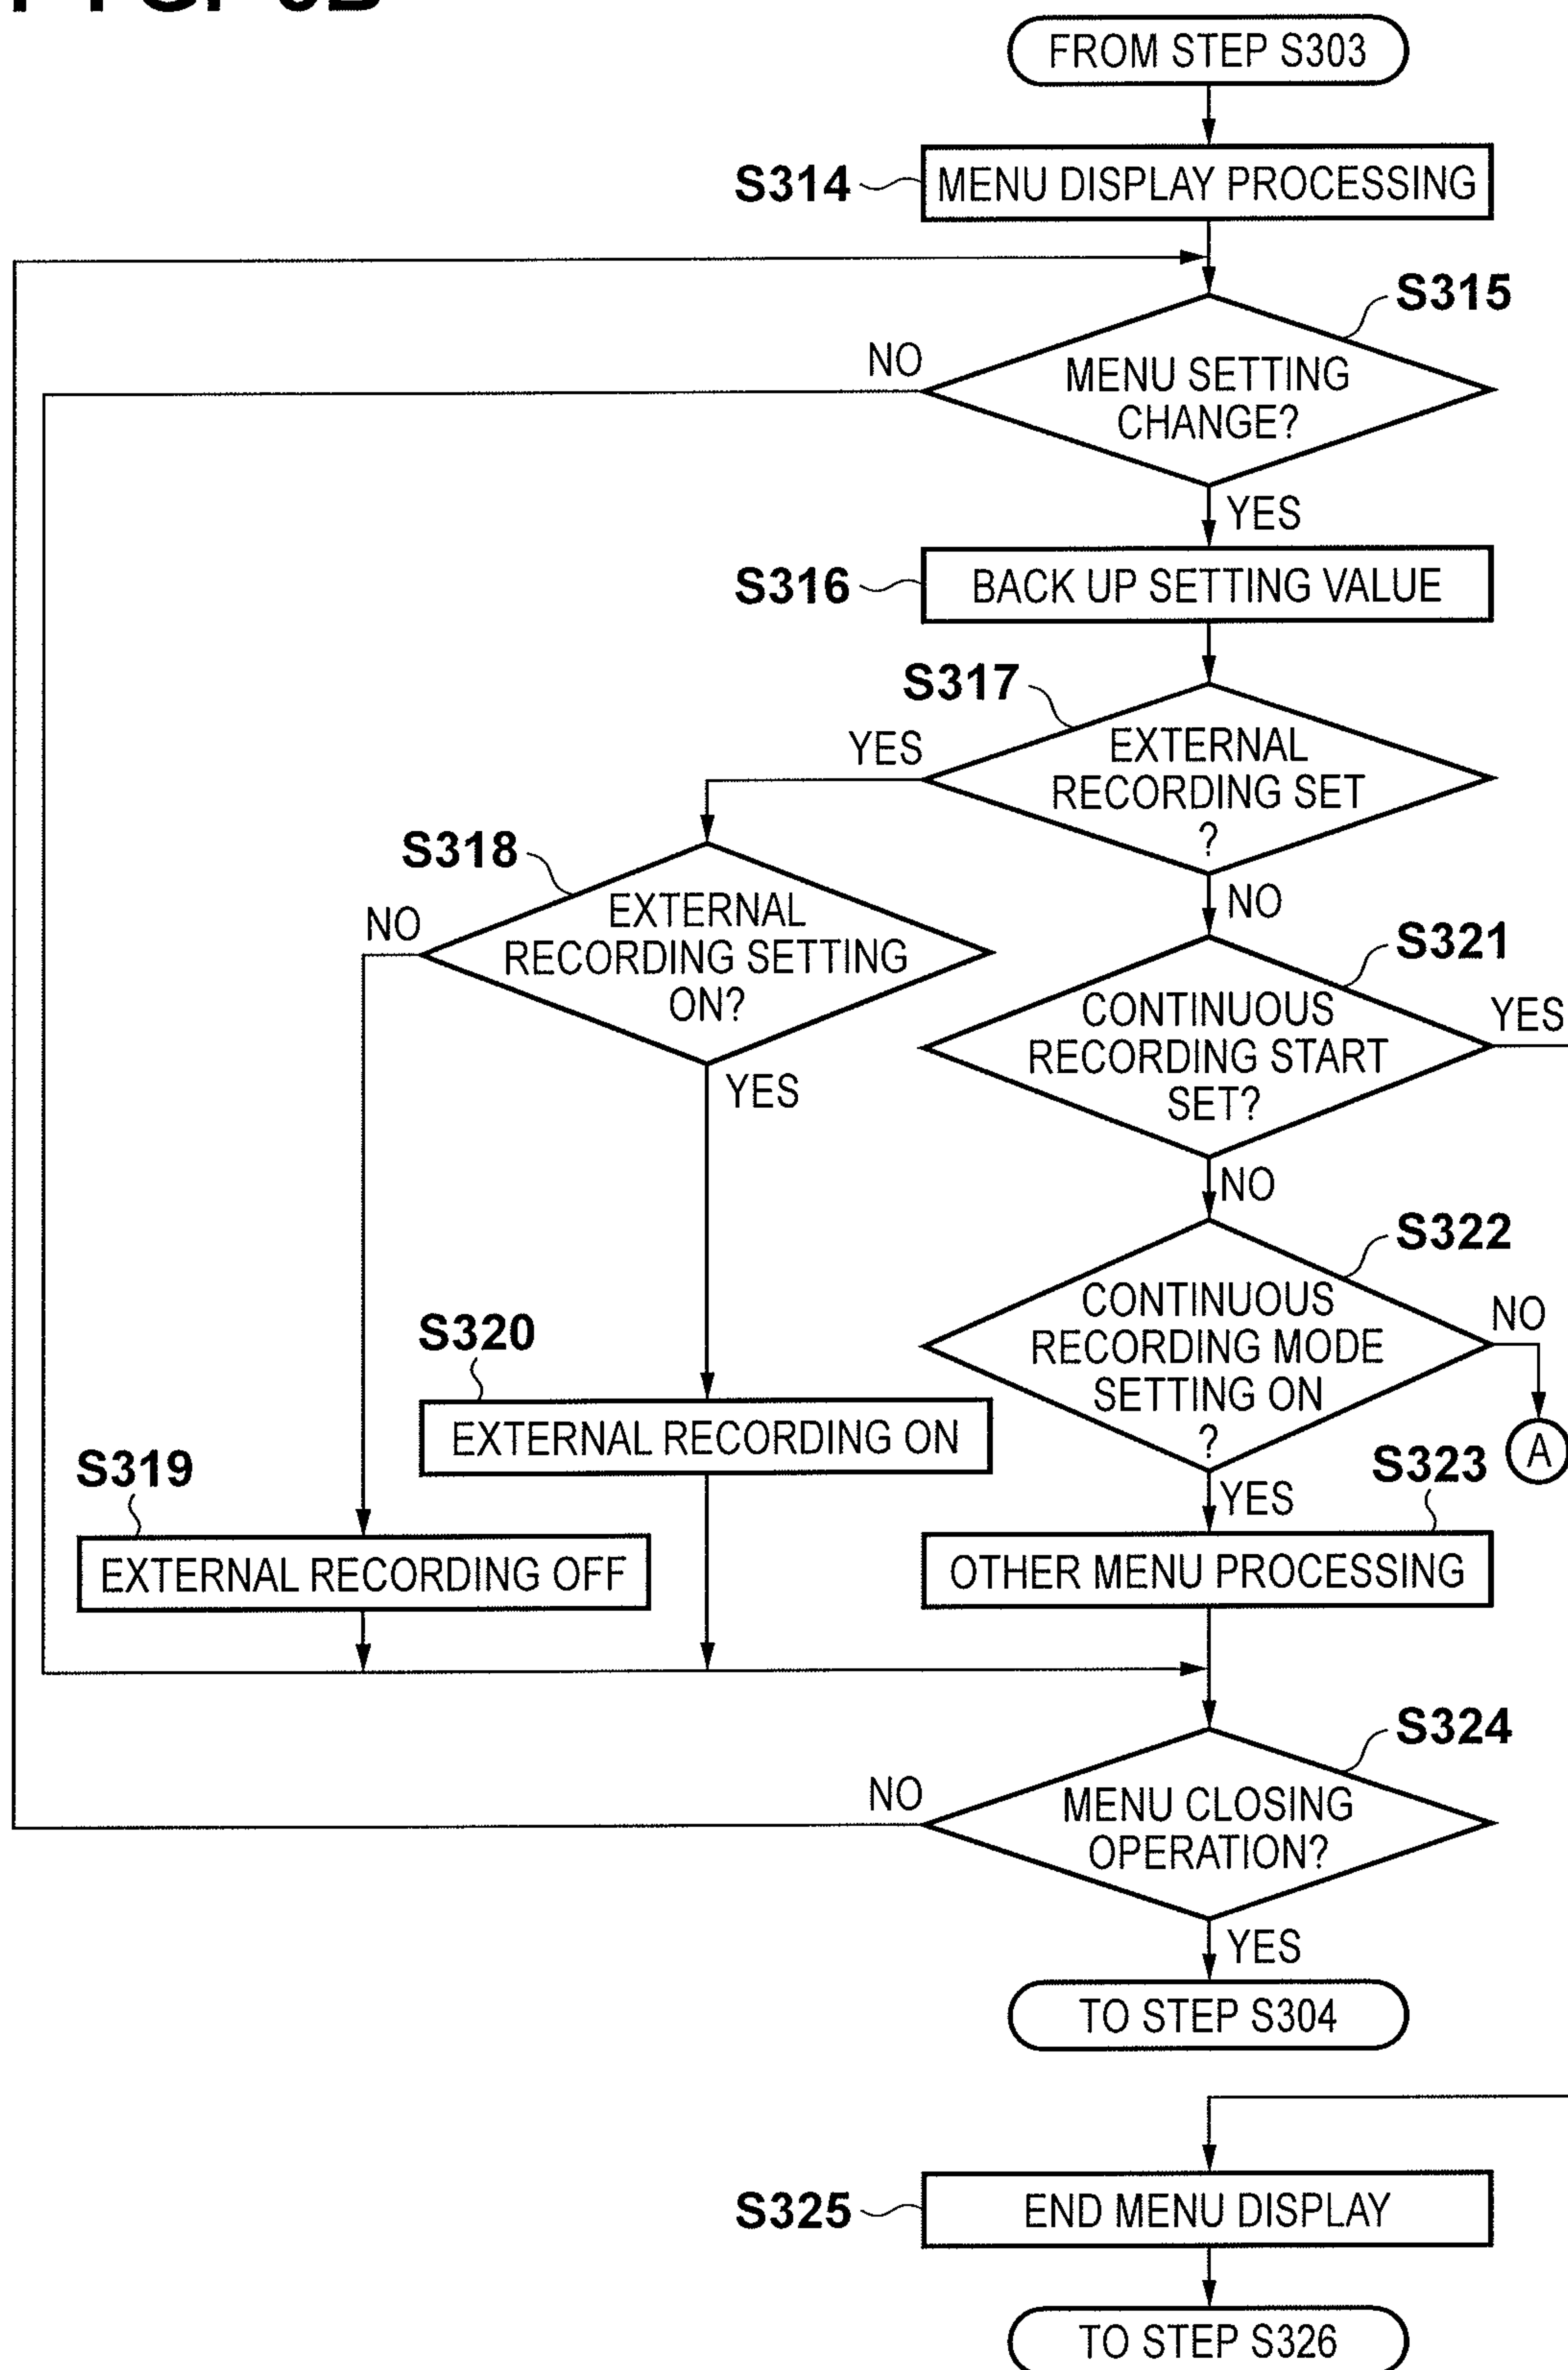 FROM STEP S303
S314
MENU DISPLAY PROCESSING
S315
NO
MENU SETTING
CHANGE?
YES
S316
BACK UP SETTING VALUE
S317
YES
EXTERNAL
RECORDING SET
?
NO
S318
NO
EXTERNAL
RECORDING SETTING
ON?
YES
S321
CONTINUOUS
RECORDING START
SET?
YES
NO
S322
CONTINUOUS
RECORDING MODE
SETTING ON
?
NO
A
YES
S320
EXTERNAL RECORDING ON
S319
EXTERNAL RECORDING OFF
S323
OTHER MENU PROCESSING
S324
NO
MENU CLOSING
OPERATION?
YES
TO STEP S304
S325
END MENU DISPLAY
TO STEP S326